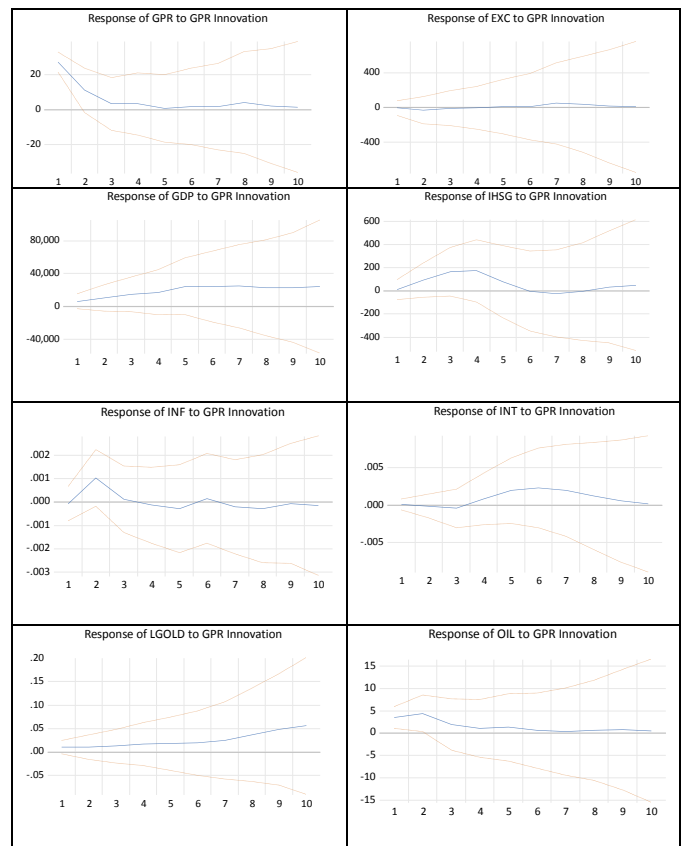 Response of GPR to GPR Innovation
20
0
-20
1 2 3 4 5 6 7 8 9 10
Response of EXC to GPR Innovation
400
0
-400
1 2 3 4 5 6 7 8 9 10
Response of GDP to GPR Innovation
80,000
40,000
0
-40,000
1 2 3 4 5 6 7 8 9 10
Response of IHSG to GPR Innovation
600
400
200
0
-200
-400
1 2 3 4 5 6 7 8 9 10
Response of INF to GPR Innovation
.002
.001
.000
-.001
-.002
-.003
1 2 3 4 5 6 7 8 9 10
Response of INT to GPR Innovation
.005
.000
-.005
1 2 3 4 5 6 7 8 9 10
Response of LGOLD to GPR Innovation
.20
.15
.10
.05
.00
-.05
1 2 3 4 5 6 7 8 9 10
Response of OIL to GPR Innovation
15
10
5
0
-5
-10
-15
1 2 3 4 5 6 7 8 9 10